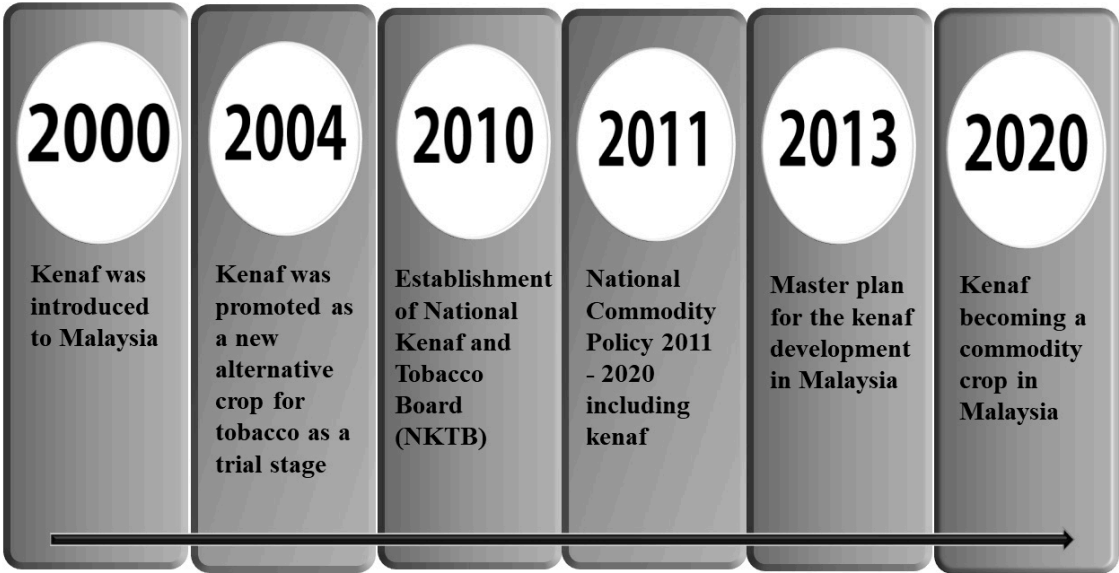 2000
Kenaf was
introduced
to Malaysia
2004
Kenaf was
promoted as
a new
alternative
crop for
tobacco as a
trial stage
2010
Establishment
of National
Kenaf and
Tobacco
Board
(NKTB)
2011
National
Commodity
Policy 2011
- 2020
including
kenaf
2013
Master plan
for the kenaf
development
in Malaysia
2020
Kenaf
becoming a
commodity
crop in
Malaysia